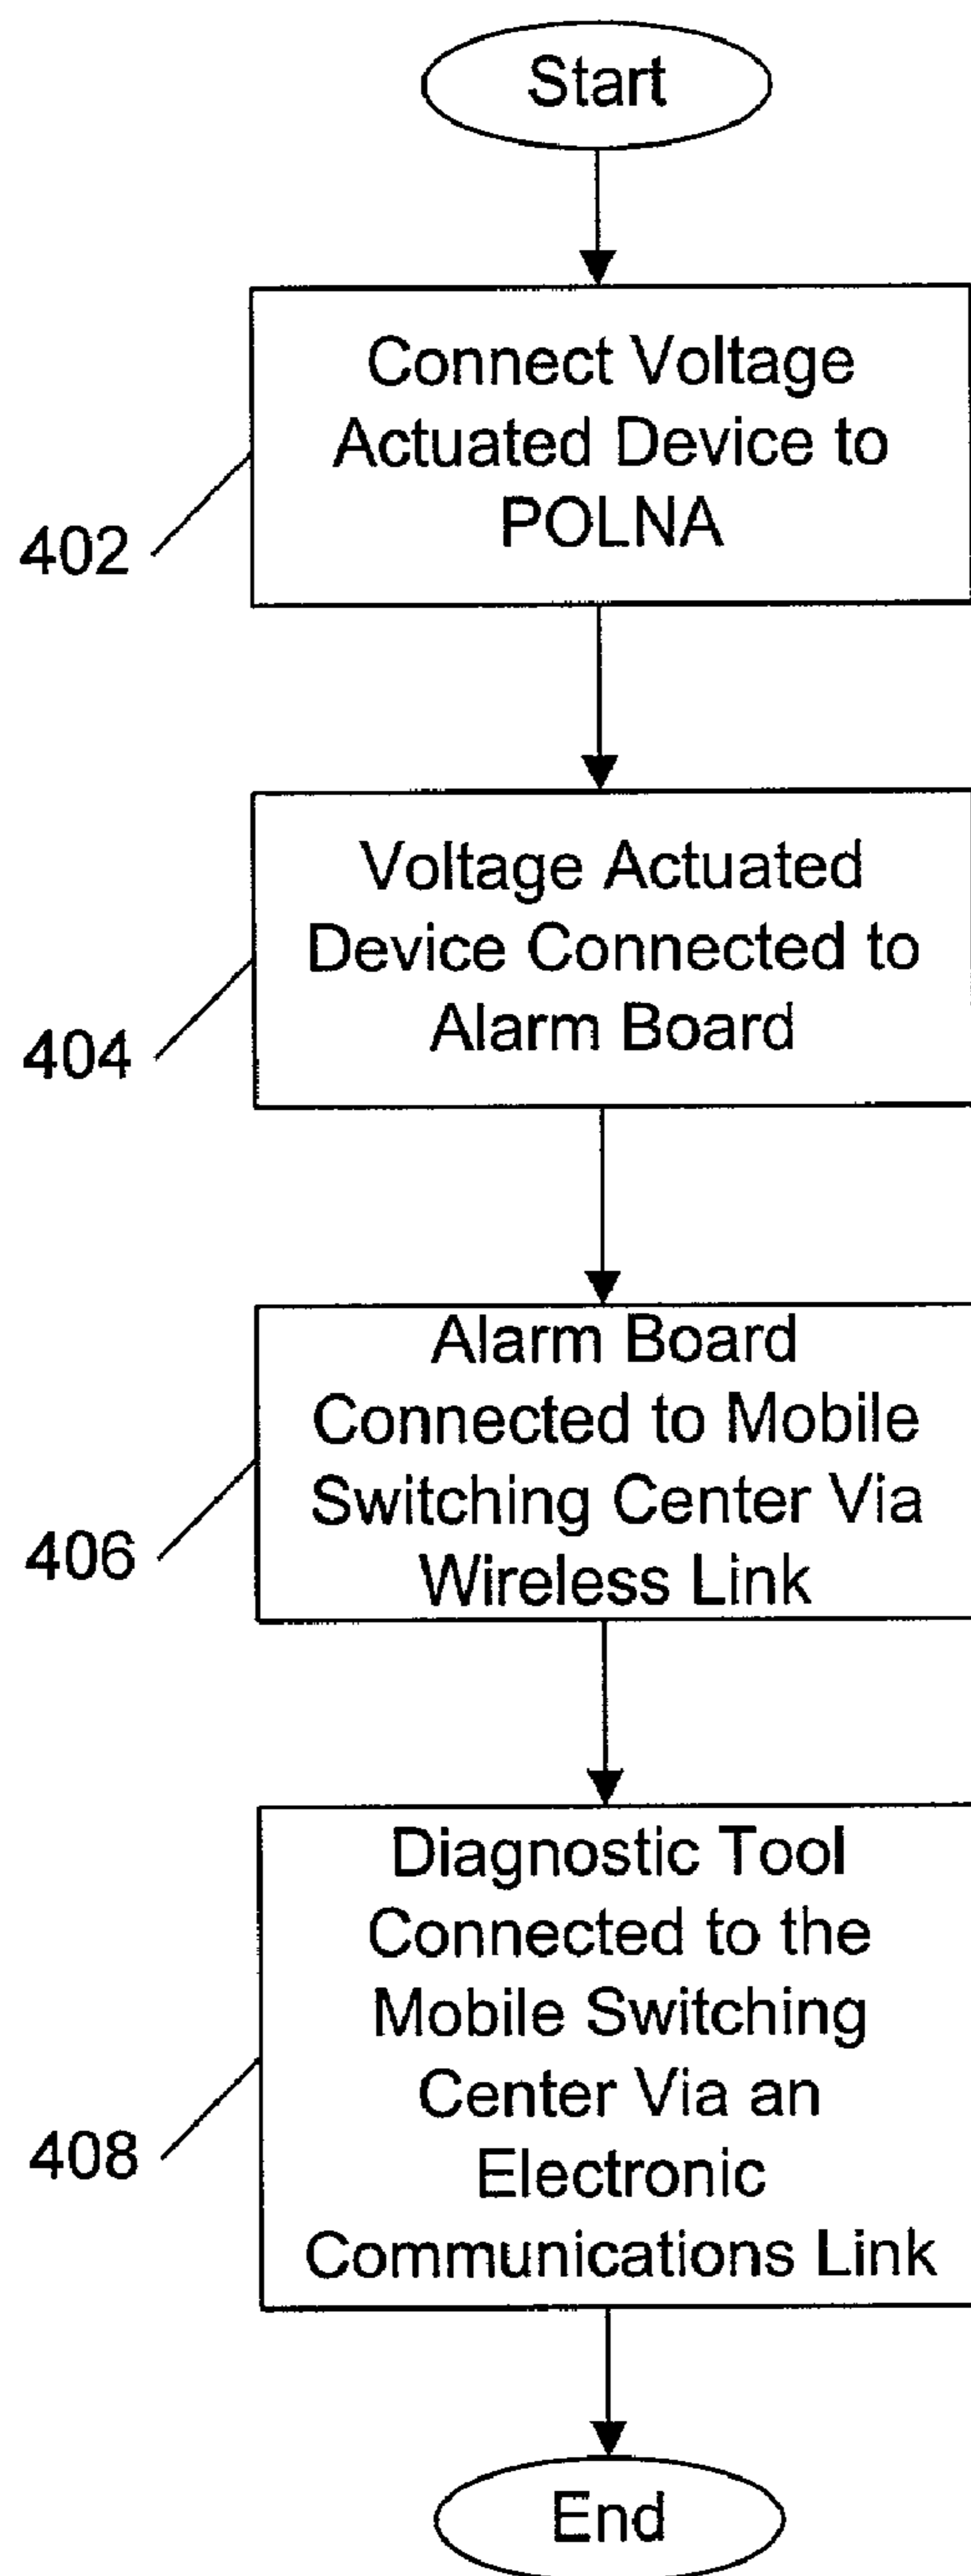 Start
Connect Voltage
Actuated Device to
POLNA
402
Voltage Actuated
Device Connected to
Alarm Board
404
Alarm Board
Connected to Mobile
Switching Center Via
Wireless Link
406
Diagnostic Tool
Connected to the
Mobile Switching
Center Via an
Electronic
Communications Link
408
End